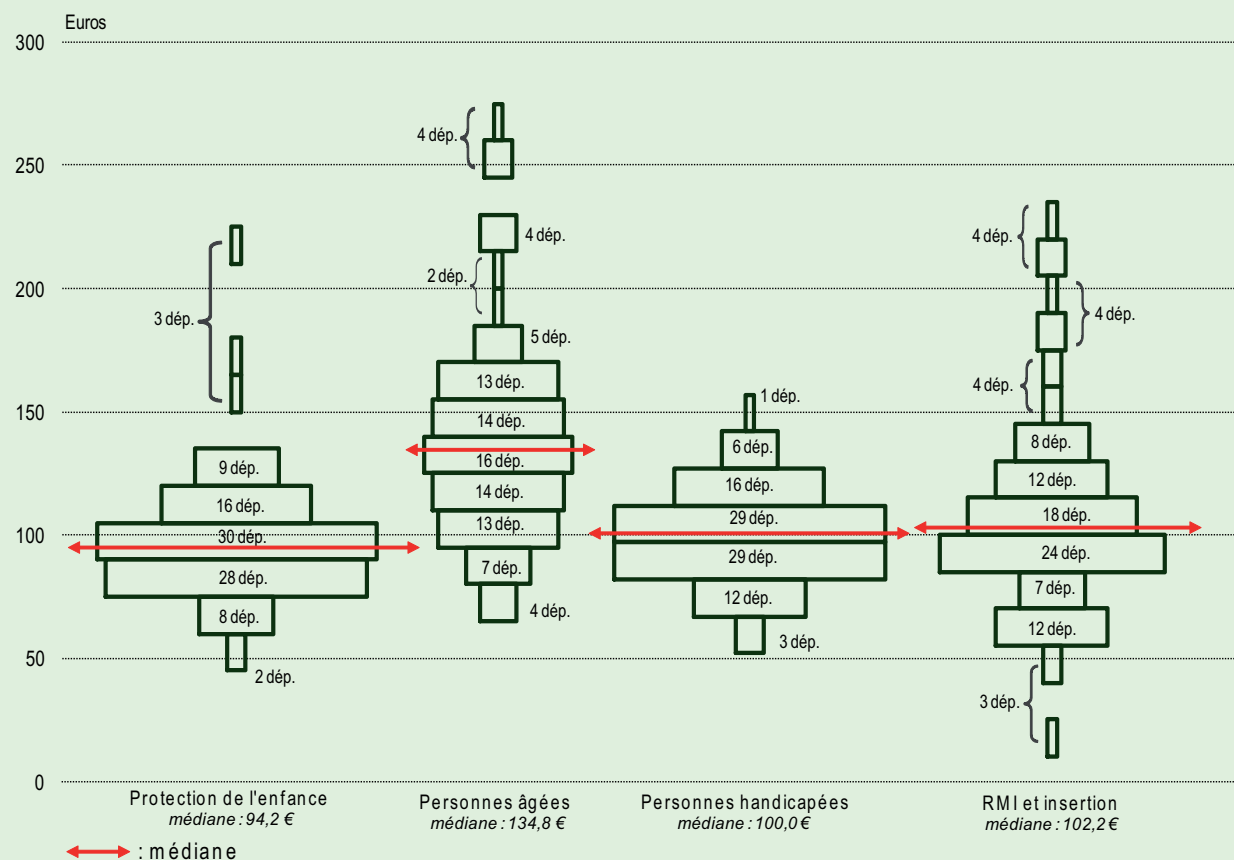 Euros
300
250
200
150
100
50
0
3 dép.
9 dép.
16 dép.
30 dép.
28 dép.
8 dép.
2 dép.
4 dép.
4 dép.
2 dép.
5 dép.
13 dép.
14 dép.
16 dép.
14 dép.
13 dép.
7 dép.
4 dép.
1 dép.
6 dép.
16 dép.
29 dép.
29 dép.
12 dép.
3 dép.
4 dép.
4 dép.
4 dép.
8 dép.
12 dép.
18 dép.
24 dép.
7 dép.
12 dép.
3 dép.
Protection de l'enfance
médiane : 94,2 €
Personnes âgées
médiane : 134,8 €
Personnes handicapées
médiane : 100,0 €
RMI et insertion
médiane : 102,2 €
: médiane